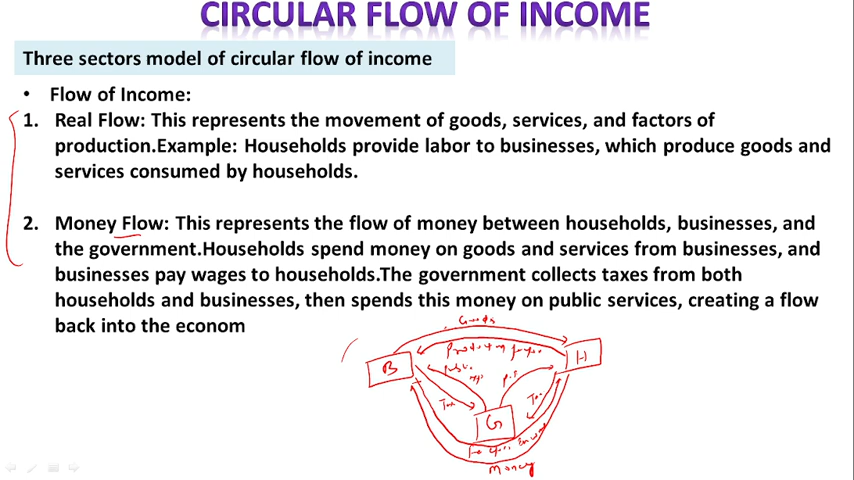 CIRCULAR FLOW OF INCOME
Three sectors model of circular flow of income
• Flow of Income:
1. Real Flow: This represents the movement of goods, services, and factors of
production.Example: Households provide labor to businesses, which produce goods and
services consumed by households.
2. Money Flow: This represents the flow of money between households, businesses, and
the government.Households spend money on goods and services from businesses, and
businesses pay wages to households.The government collects taxes from both
households and businesses, then spends this money on public services, creating a flow
back into the econom
Goods
B
H
P.S
Tax
Tax
G
Money